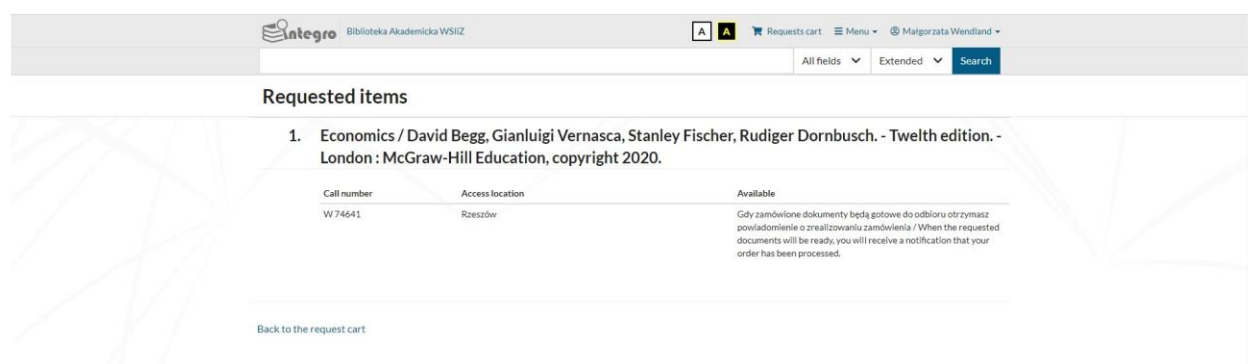 Integro Biblioteka Akademicka WSIiZ A A Requests cart Menu Małgorzata Wendland
All fields Extended Search
Requested items
1. Economics / David Begg, Gianluigi Vernasca, Stanley Fischer, Rudiger Dornbusch. - Twelth edition. -
London : McGraw-Hill Education, copyright 2020.
Call number Access location Available
W 74641 Rzeszów Gdy zamówione dokumenty będą gotowe do odbioru otrzymasz
powiadomienie o zrealizowaniu zamówienia / When the requested
documents will be ready, you will receive a notification that your
order has been processed.
Back to the request cart